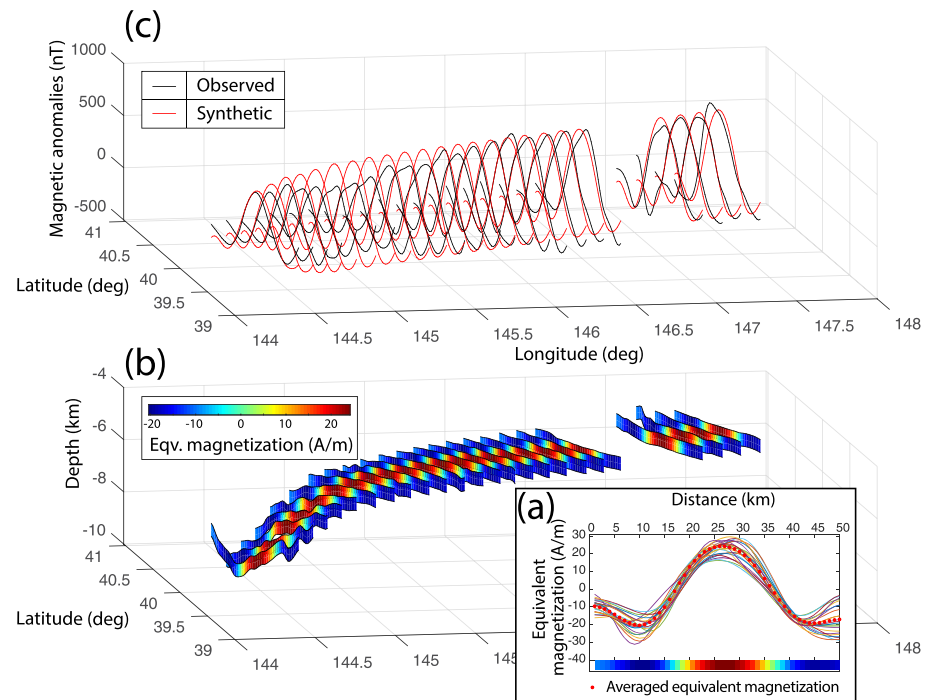 (c)
1000
500
0
-500
Magnetic anomalies (nT)
Observed
Synthetic
41
40.5
40
39.5
39
Latitude (deg)
144
144.5
145
145.5
146
146.5
147
147.5
148
Longitude (deg)
(b)
-4
-6
-8
-10
Depth (km)
-20 -10 0 10 20
Eqv. magnetization (A/m)
41
40.5
40
39.5
39
Latitude (deg)
144
144.5
145
145.5
148
(a)
Distance (km)
0 5 10 15 20 25 30 35 40 45 50
30
20
10
0
-10
-20
-30
-40
Equivalent
magnetization (A/m)
Averaged equivalent magnetization